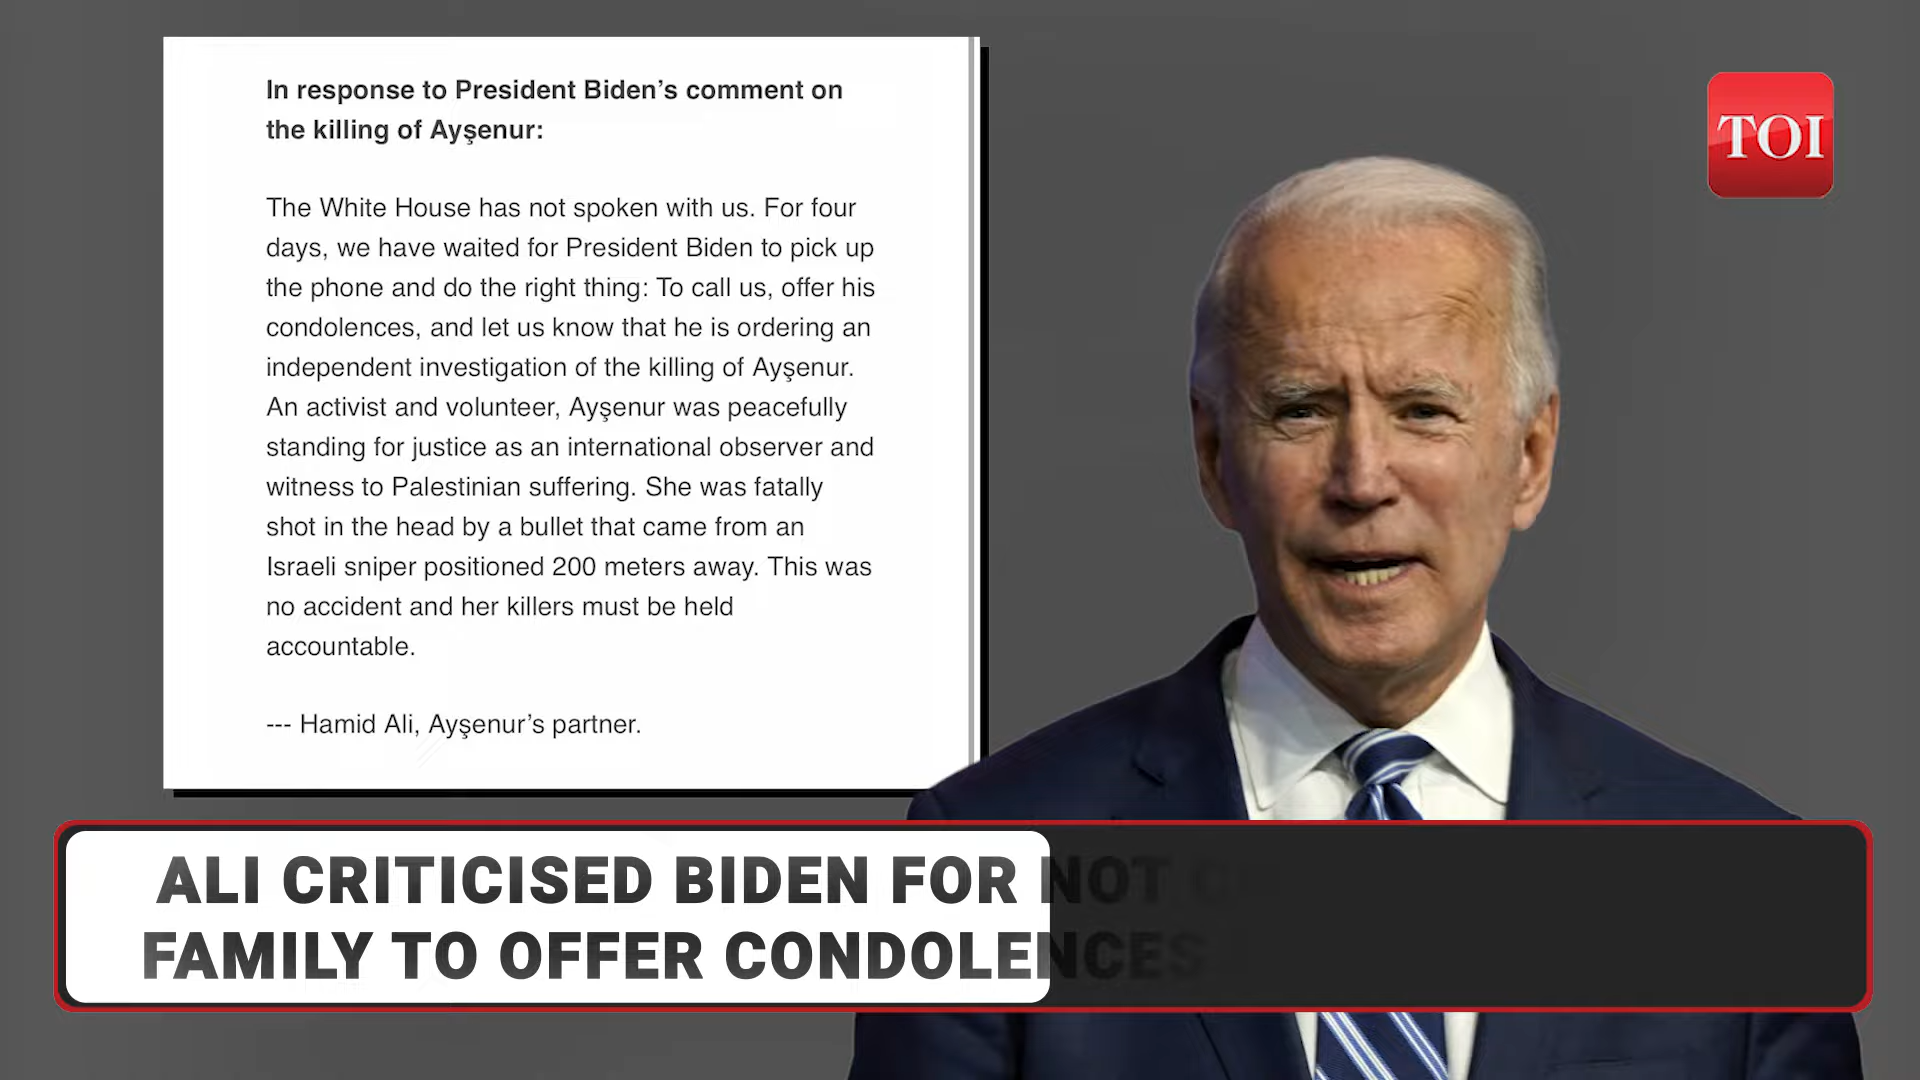 In response to President Biden’s comment on
the killing of Ayşenur:
The White House has not spoken with us. For four
days, we have waited for President Biden to pick up
the phone and do the right thing: To call us, offer his
condolences, and let us know that he is ordering an
independent investigation of the killing of Ayşenur.
An activist and volunteer, Ayşenur was peacefully
standing for justice as an international observer and
witness to Palestinian suffering. She was fatally
shot in the head by a bullet that came from an
Israeli sniper positioned 200 meters away. This was
no accident and her killers must be held
accountable.
--- Hamid Ali, Ayşenur’s partner.
TOI
ALI CRITICISED BIDEN FOR NOT
FAMILY TO OFFER CONDOLENCES